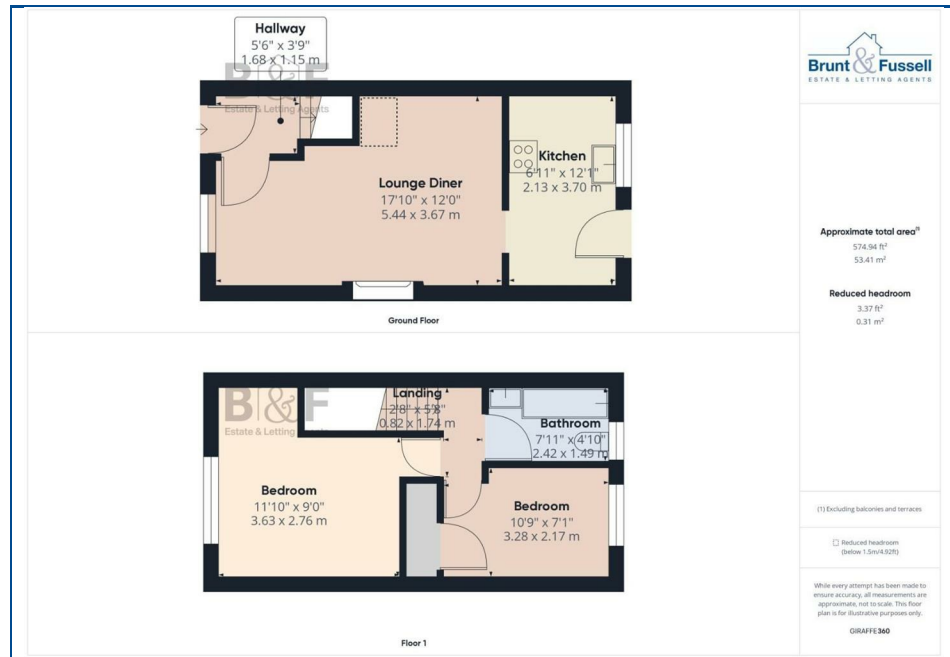 Hallway
5'6" x 3'9"
1.68 x 1.15 m
B & F
Estate & Letting Agents
Lounge Diner
17'10" x 12'0"
5.44 x 3.67 m
Kitchen
6'11" x 12'1"
2.13 x 3.70 m
Ground Floor
B & F
Estate & Letting
Landing
2'8" x 5'8"
0.82 x 1.74 m
Bathroom
7'11" x 4'10"
2.42 x 1.49 m
Bedroom
11'10" x 9'0"
3.63 x 2.76 m
Bedroom
10'9" x 7'1"
3.28 x 2.17 m
Floor 1
Brunt & Fussell
ESTATE & LETTING AGENTS
Approximate total area(1)
574.94 ft²
53.41 m²
Reduced headroom
3.37 ft²
0.31 m²
(1) Excluding balconies and terraces
Reduced headroom
(below 1.5m/4.92ft)
While every attempt has been made to
ensure accuracy, all measurements are
approximate, not to scale. This floor
plan is for illustrative purposes only.
GIRAFFE360